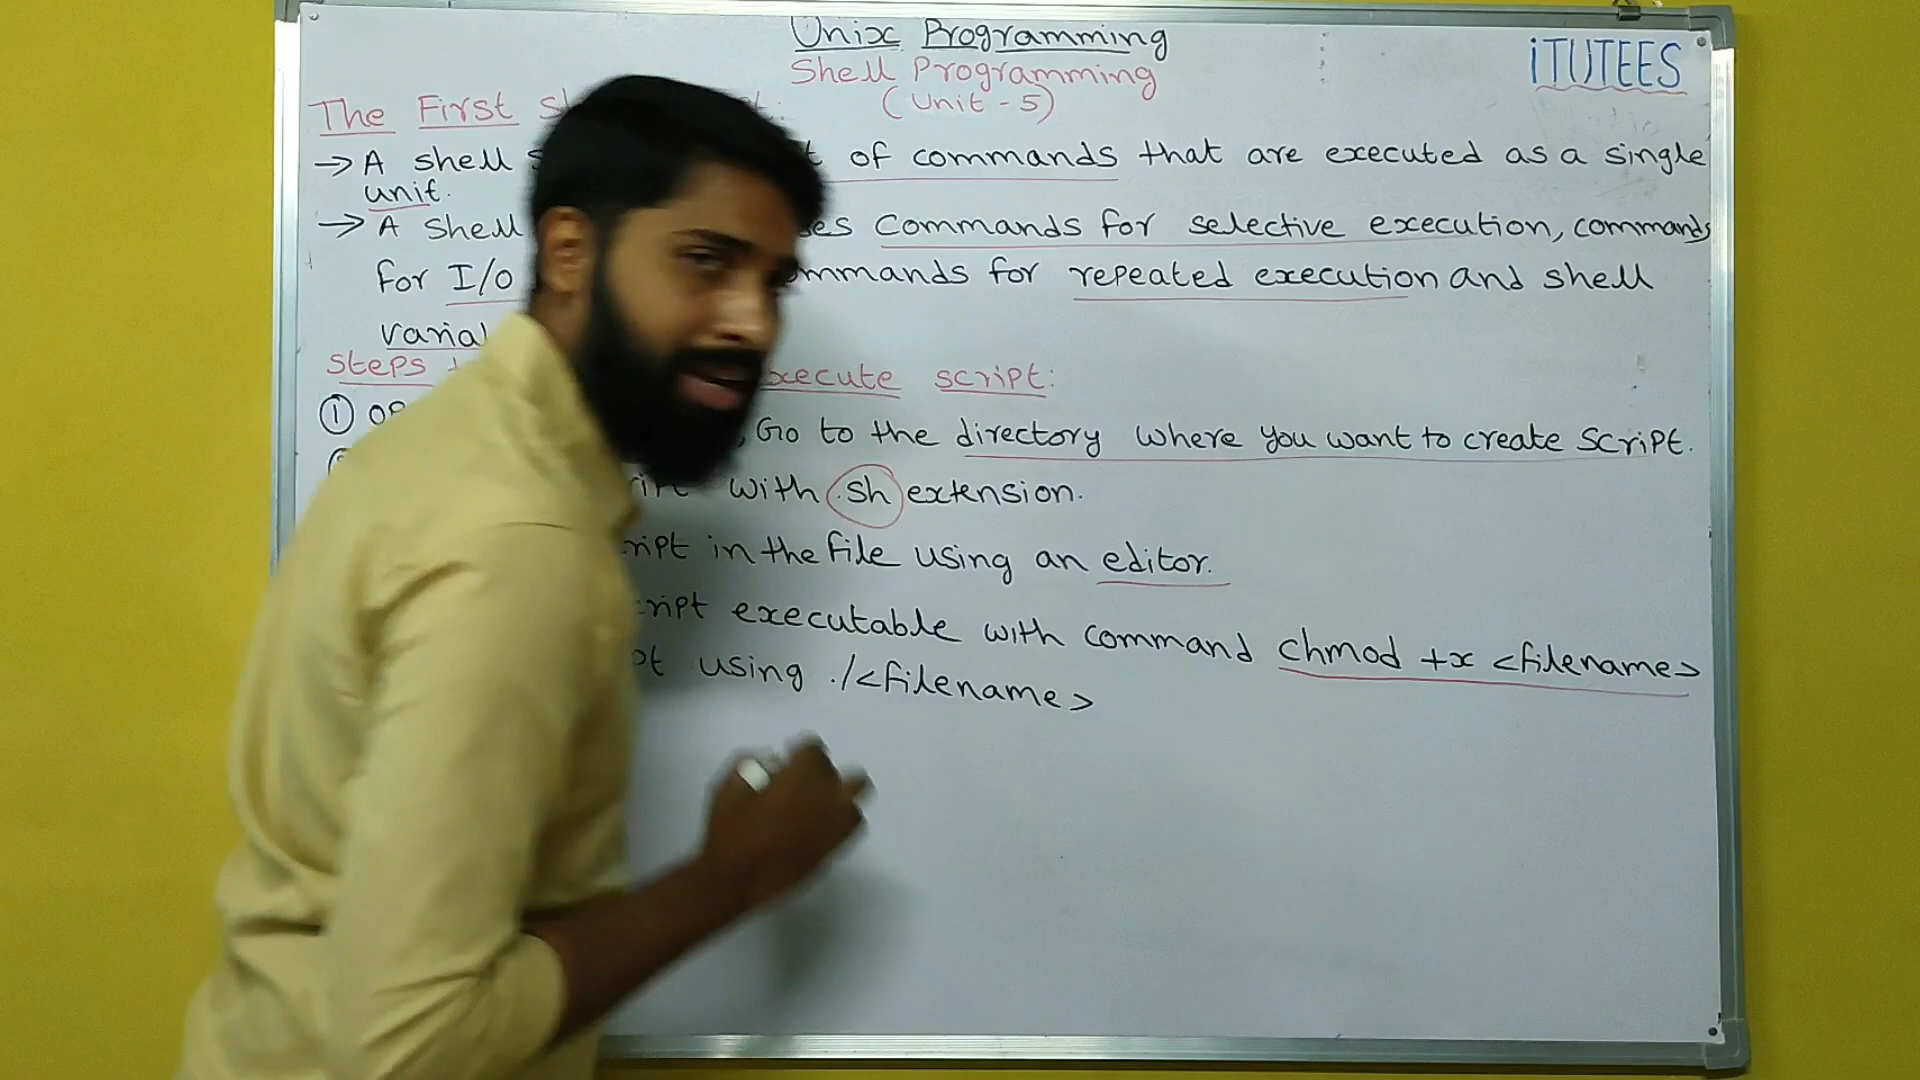 Unix Programming
iTUTEES
Shell Programming
(Unit - 5)
The First
→ A shell of commands that are executed as a single
unit.
→ A shell commands for selective execution, commands
for I/O commands for repeated execution and shell
steps execute script:
① Go to the directory where you want to create script.
with .sh extension.
in the file using an editor.
executable with command chmod +x <filename>
using ./<filename>